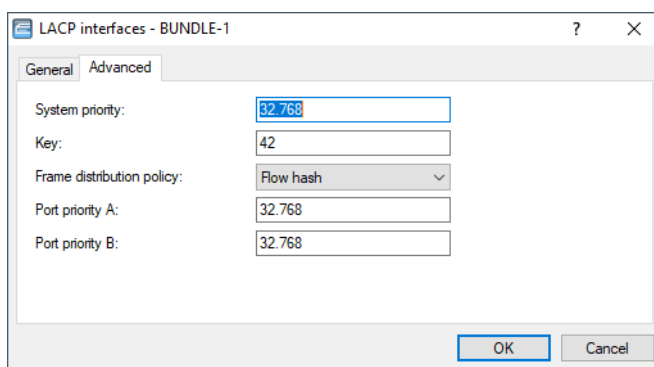 LACP interfaces - BUNDLE-1 ?
General Advanced
System priority: 32.768
Key: 42
Frame distribution policy: Flow hash
Port priority A: 32.768
Port priority B: 32.768
OK Cancel